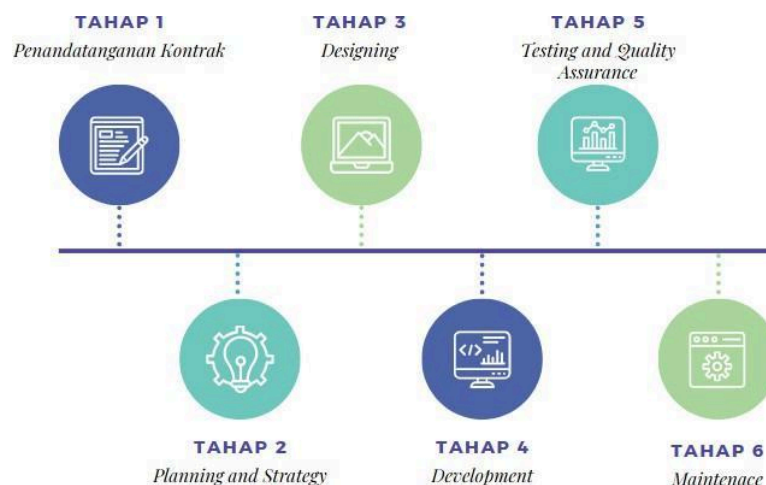 TAHAP 1
Penandatanganan Kontrak
TAHAP 3
Designing
TAHAP 5
Testing and Quality
Assurance
</>
TAHAP 2
Planning and Strategy
TAHAP 4
Development
TAHAP 6
Maintenace